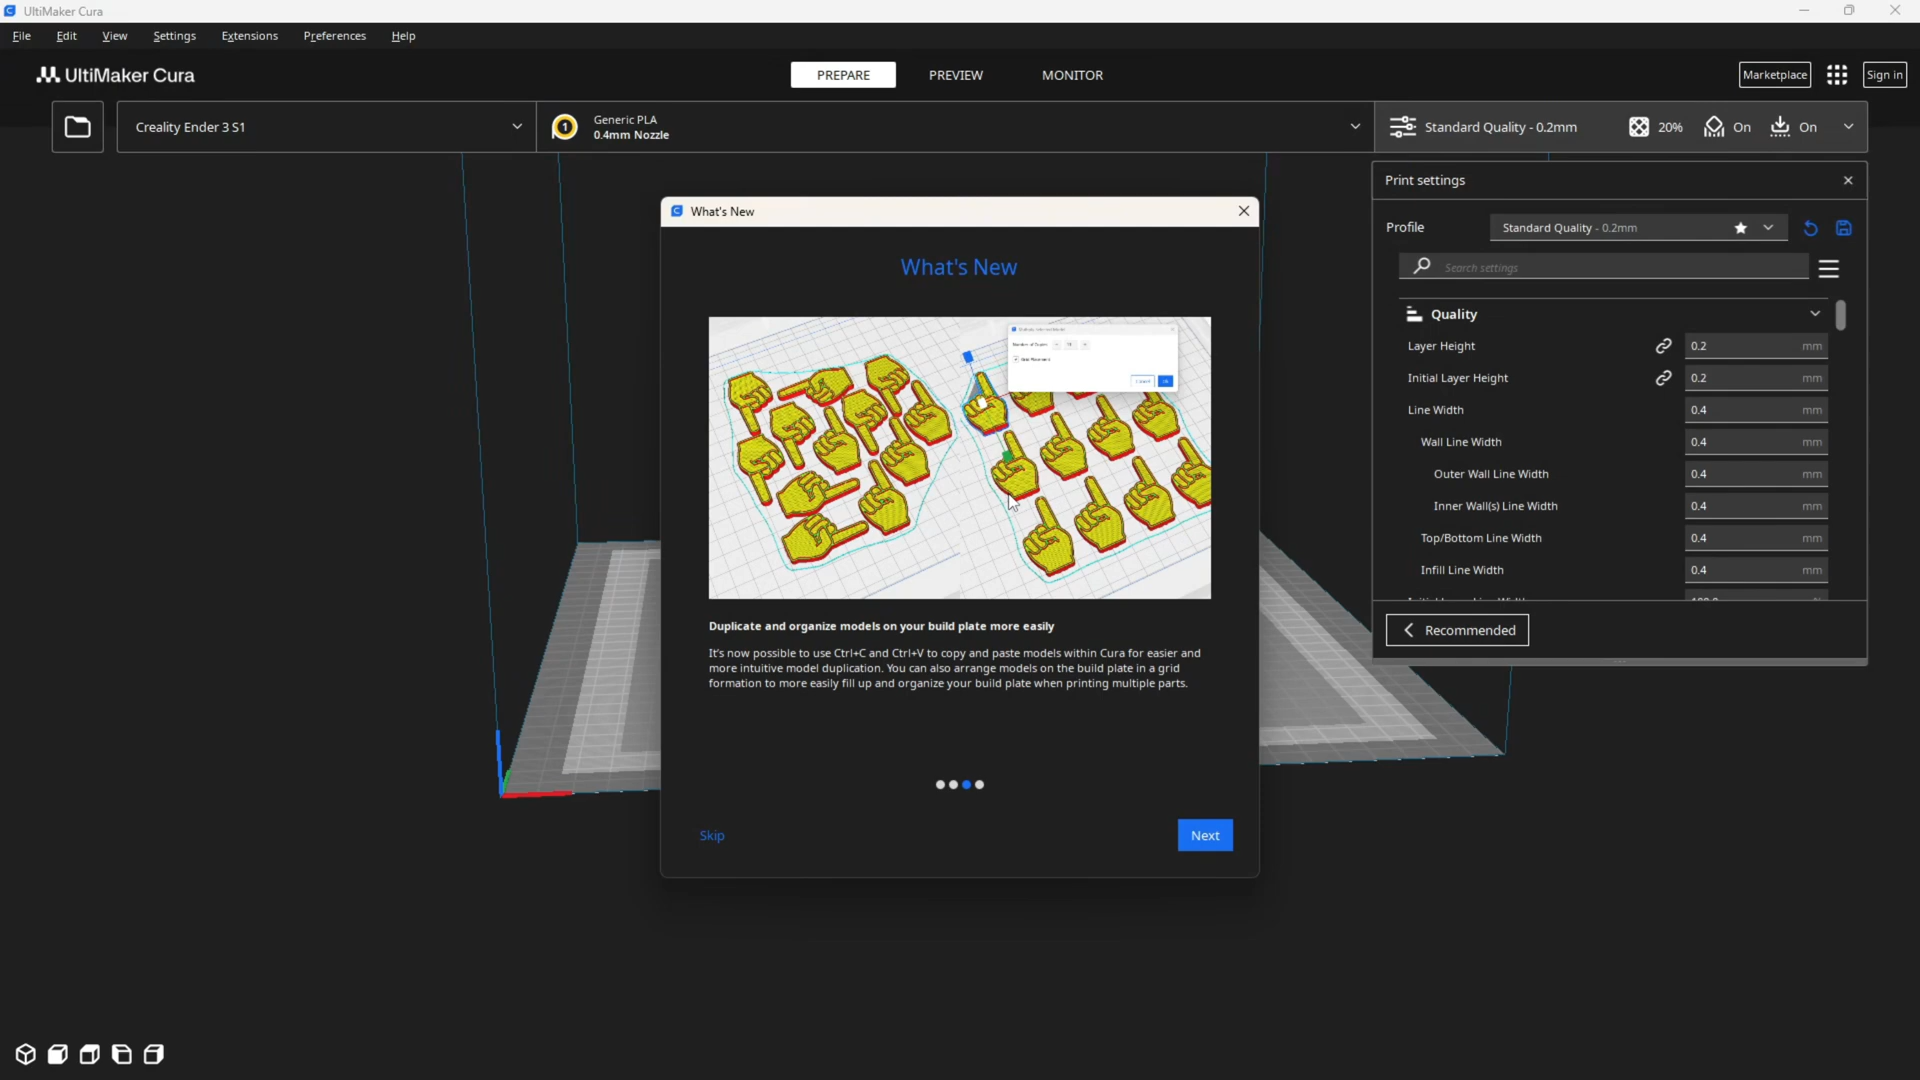 UltiMaker Cura
File Edit View Settings Extensions Preferences Help
UltiMaker Cura
PREPARE PREVIEW MONITOR
Marketplace
Sign in
Creality Ender 3 S1
1
Generic PLA
0.4mm Nozzle
Standard Quality - 0.2mm 20% On On
Print settings
Profile Standard Quality - 0.2mm
Search settings
Quality
Layer Height 0.2 mm
Initial Layer Height 0.2 mm
Line Width 0.4 mm
Wall Line Width 0.4 mm
Outer Wall Line Width 0.4 mm
Inner Wall(s) Line Width 0.4 mm
Top/Bottom Line Width 0.4 mm
Infill Line Width 0.4 mm
Recommended
What's New
What's New
Number of Copies
Duplicate and organize models on your build plate more easily
It's now possible to use Ctrl+C and Ctrl+V to copy and paste models within Cura for easier and
more intuitive model duplication. You can also arrange models on the build plate in a grid
formation to more easily fill up and organize your build plate when printing multiple parts.
Skip
Next